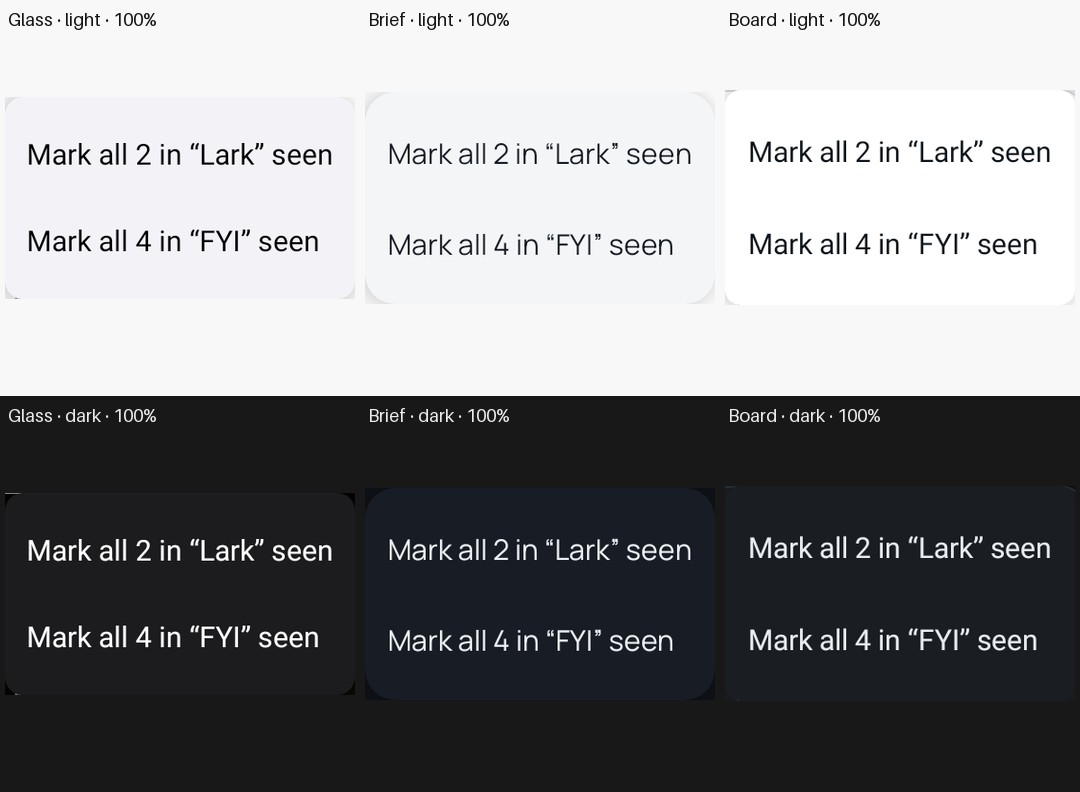 Glass · light · 100%
Brief · light · 100%
Board · light · 100%
Mark all 2 in “Lark” seen
Mark all 2 in “Lark” seen
Mark all 2 in “Lark” seen
Mark all 4 in “FYI” seen
Mark all 4 in “FYI” seen
Mark all 4 in “FYI” seen
Glass · dark · 100%
Brief · dark · 100%
Board · dark · 100%
Mark all 2 in “Lark” seen
Mark all 2 in “Lark” seen
Mark all 2 in “Lark” seen
Mark all 4 in “FYI” seen
Mark all 4 in “FYI” seen
Mark all 4 in “FYI” seen